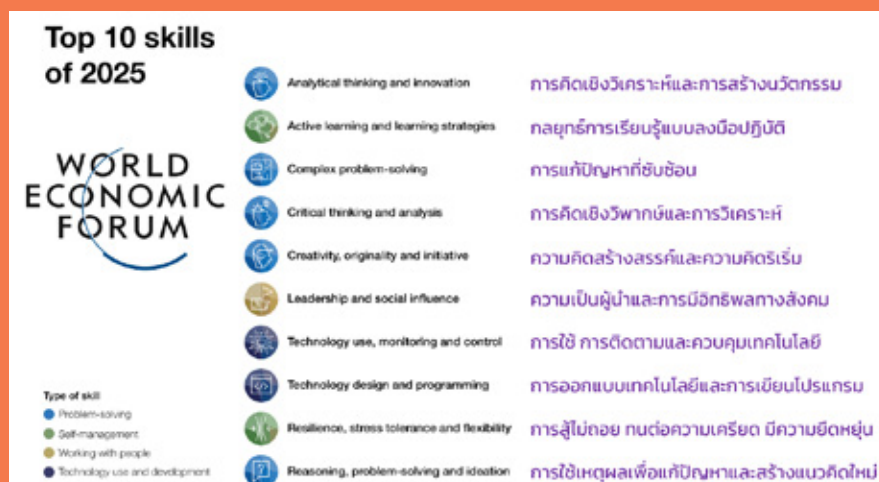 Top 10 skills
of 2025
WORLD
ECONOMIC
FORUM
Analytical thinking and innovation การคิดเชิงวิเคราะห์และการสร้างนวัตกรรม
Active learning and learning strategies กลยุทธ์การเรียนรู้แบบลงมือปฏิบัติ
Complex problem-solving การแก้ปัญหาที่ซับซ้อน
Critical thinking and analysis การคิดเชิงวิพากษ์และการวิเคราะห์
Creativity, originality and initiative ความคิดสร้างสรรค์และความคิดริเริ่ม
Leadership and social influence ความเป็นผู้นำและการมีอิทธิพลทางสังคม
Technology use, monitoring and control การใช้ การติดตามและควบคุมเทคโนโลยี
Technology design and programming การออกแบบเทคโนโลยีและการเขียนโปรแกรม
Resilience, stress tolerance and flexibility การสู้ไม่ถอย ทนต่อความเครียด มีความยืดหยุ่น
Reasoning, problem-solving and ideation การใช้เหตุผลเพื่อแก้ปัญหาและสร้างแนวคิดใหม่
Type of skill
Problem-solving
Self-management
Working with people
Technology use and development